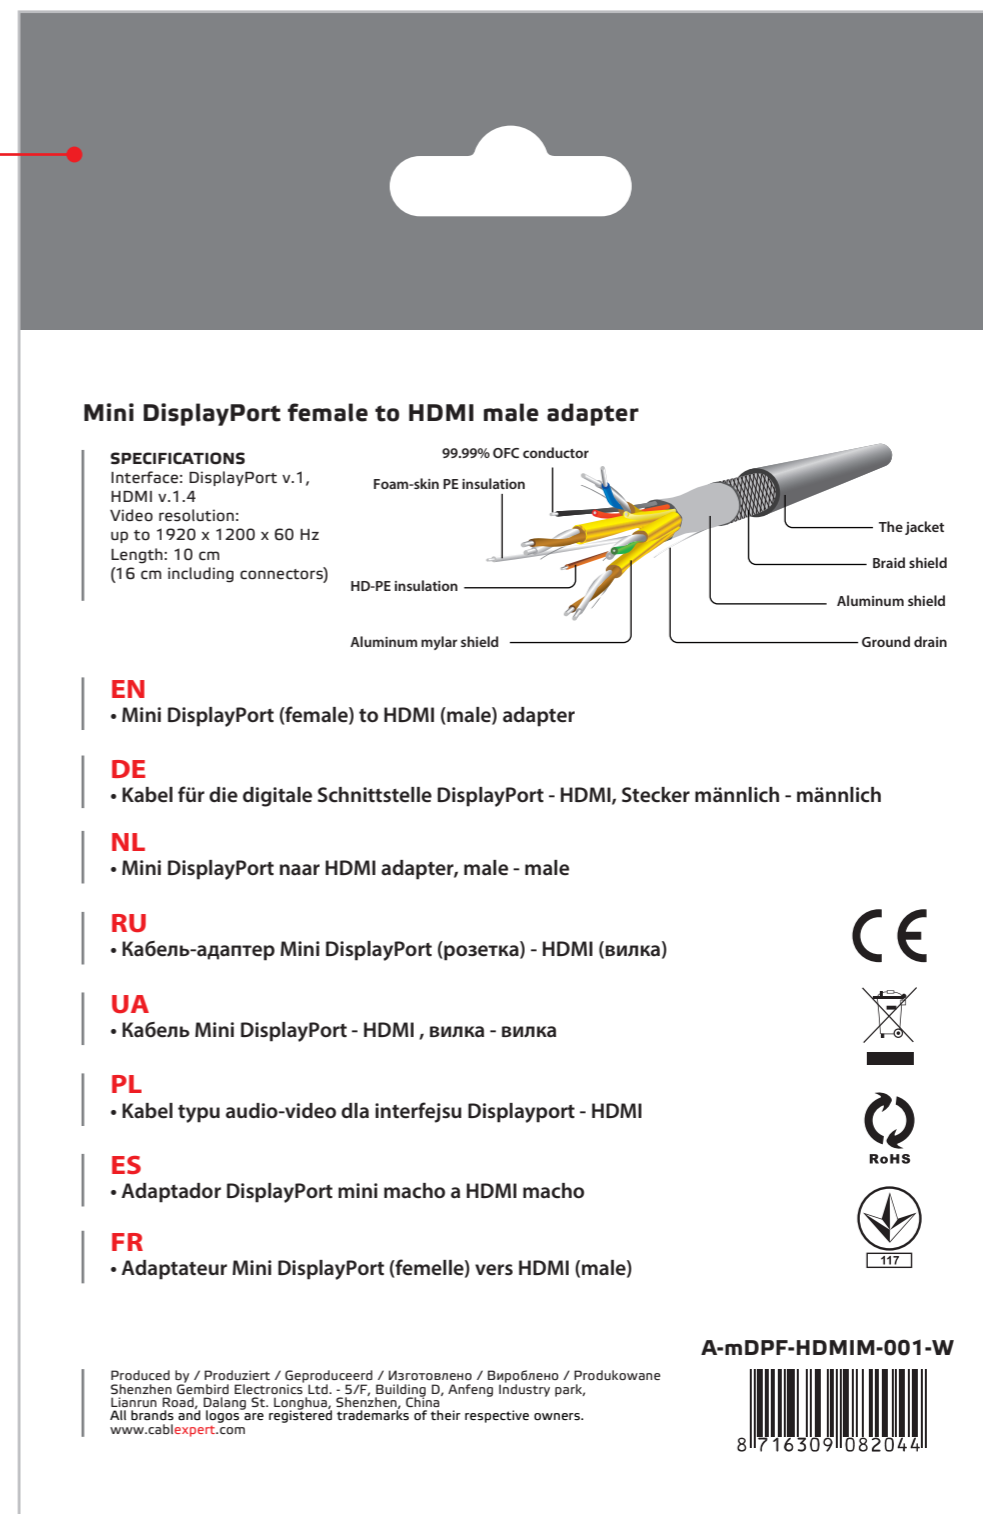 Mini DisplayPort female to HDMI male adapter
SPECIFICATIONS
Interface: DisplayPort v.1,
HDMI v.1.4
Video resolution:
up to 1920 x 1200 x 60 Hz
Length: 10 cm
(16 cm including connectors)
99.99% OFC conductor
Foam-skin PE insulation
HD-PE insulation
Aluminum mylar shield
The jacket
Braid shield
Aluminum shield
Ground drain
EN
• Mini DisplayPort (female) to HDMI (male) adapter
DE
• Kabel für die digitale Schnittstelle DisplayPort - HDMI, Stecker männlich - männlich
NL
• Mini DisplayPort naar HDMI adapter, male - male
RU
• Кабель-адаптер Mini DisplayPort (розетка) - HDMI (вилка)
UA
• Кабель Mini DisplayPort - HDMI , вилка - вилка
PL
• Kabel typu audio-video dla interfejsu Displayport - HDMI
ES
• Adaptador DisplayPort mini macho a HDMI macho
FR
• Adaptateur Mini DisplayPort (femelle) vers HDMI (male)
CE
RoHS
117
A-mDPF-HDMIM-001-W
Produced by / Produziert / Geproduceerd / Изготовлено / Вироблено / Produkowane
Shenzhen Gembird Electronics Ltd. - 5/F, Building D, Anfeng Industry park,
Lianrun Road, Dalang St. Longhua, Shenzhen, China
All brands and logos are registered trademarks of their respective owners.
www.cablexpert.com
8 716309 082044